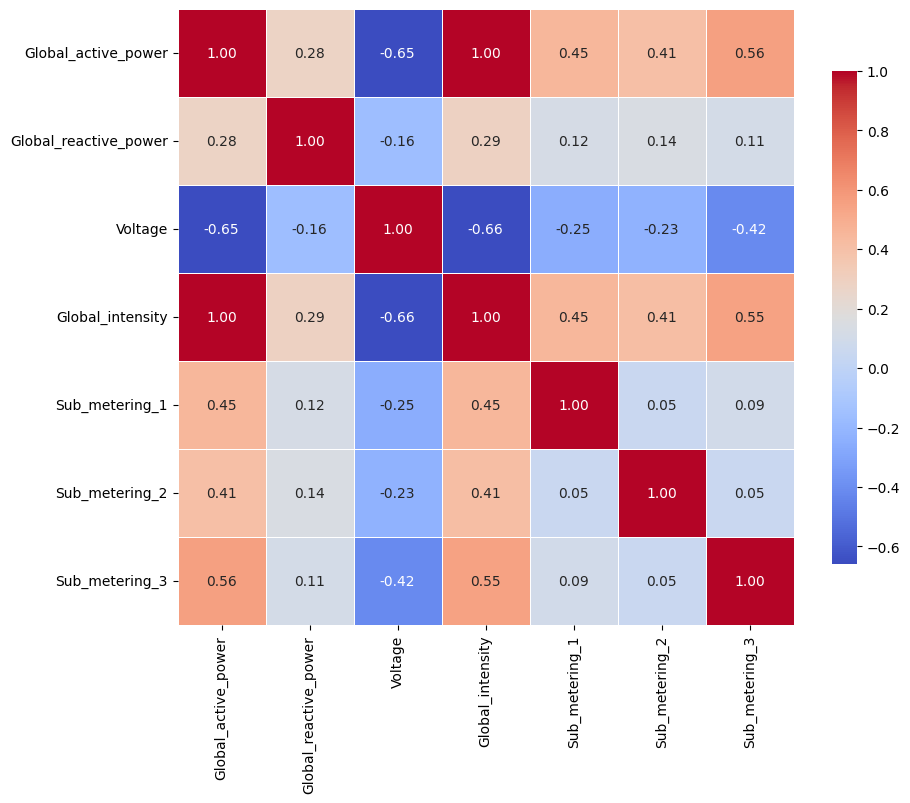 Global_active_power 1.00 0.28 -0.65 1.00 0.45 0.41 0.56
Global_reactive_power 0.28 1.00 -0.16 0.29 0.12 0.14 0.11
Voltage -0.65 -0.16 1.00 -0.66 -0.25 -0.23 -0.42
Global_intensity 1.00 0.29 -0.66 1.00 0.45 0.41 0.55
Sub_metering_1 0.45 0.12 -0.25 0.45 1.00 0.05 0.09
Sub_metering_2 0.41 0.14 -0.23 0.41 0.05 1.00 0.05
Sub_metering_3 0.56 0.11 -0.42 0.55 0.09 0.05 1.00
Global_active_power
Global_reactive_power
Voltage
Global_intensity
Sub_metering_1
Sub_metering_2
Sub_metering_3
1.0
0.8
0.6
0.4
0.2
0.0
−0.2
−0.4
−0.6